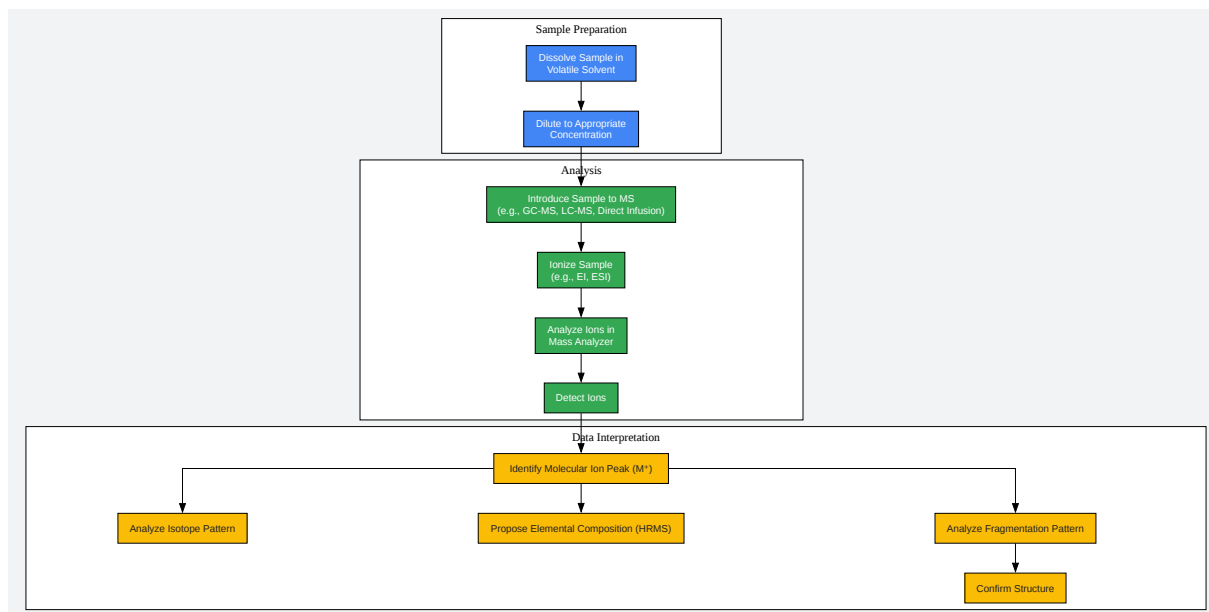 Sample Preparation
Dissolve Sample in
Volatile Solvent
Dilute to Appropriate
Concentration
Analysis
Introduce Sample to MS
(e.g., GC-MS, LC-MS, Direct Infusion)
Ionize Sample
(e.g., EI, ESI)
Analyze Ions in
Mass Analyzer
Detect Ions
Data Interpretation
Identify Molecular Ion Peak (M⁺)
Analyze Isotope Pattern
Propose Elemental Composition (HRMS)
Analyze Fragmentation Pattern
Confirm Structure